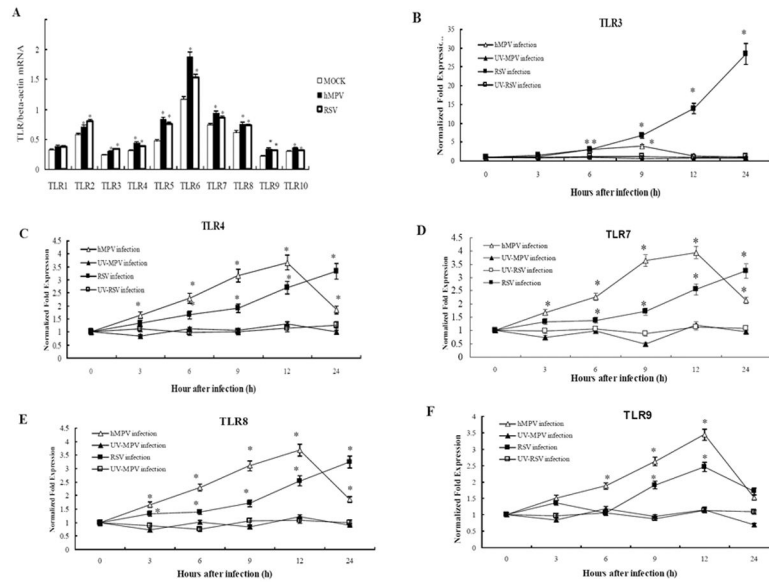 A
TLR/beta-actin mRNA
2
1.5
1
0.5
0
MOCK
hMPV
RSV
TLR1 TLR2 TLR3 TLR4 TLR5 TLR6 TLR7 TLR8 TLR9 TLR10
B
TLR3
Normalized Fold Expressic..
35
30
25
20
15
10
5
0
hMPV infection
UV-MPV
RSV infection
UV-RSV infection
0 3 6 9 12 24
Hours after infection (h)
C
TLR4
Normalized Fold Expression
5
4.5
4
3.5
3
2.5
2
1.5
1
0.5
0
hMPV infection
UV-MPV infection
RSV infection
UV-RSV infection
0 3 6 9 12 24
Hour after infection (h)
D
TLR7
Normalized Fold Expression
5
4.5
4
3.5
3
2.5
2
1.5
1
0.5
0
hMPV infection
UV-MPV infection
UV-RSV infection
RSV infection
0 3 6 9 12 24
Hours after infection (h)
E
TLR8
Normalized Fold Expression
5
4.5
4
3.5
3
2.5
2
1.5
1
0.5
0
hMPV infection
UV-MPV infection
RSV infection
UV-MPV infection
0 3 6 9 12 24
Hours after infection (h)
F
TLR9
Normalized Fold Expression
5
4.5
4
3.5
3
2.5
2
1.5
1
0.5
0
hMPV infection
UV-MPV infection
RSV infection
UV-RSV infection
0 3 6 9 12 24
Hours after infection (h)